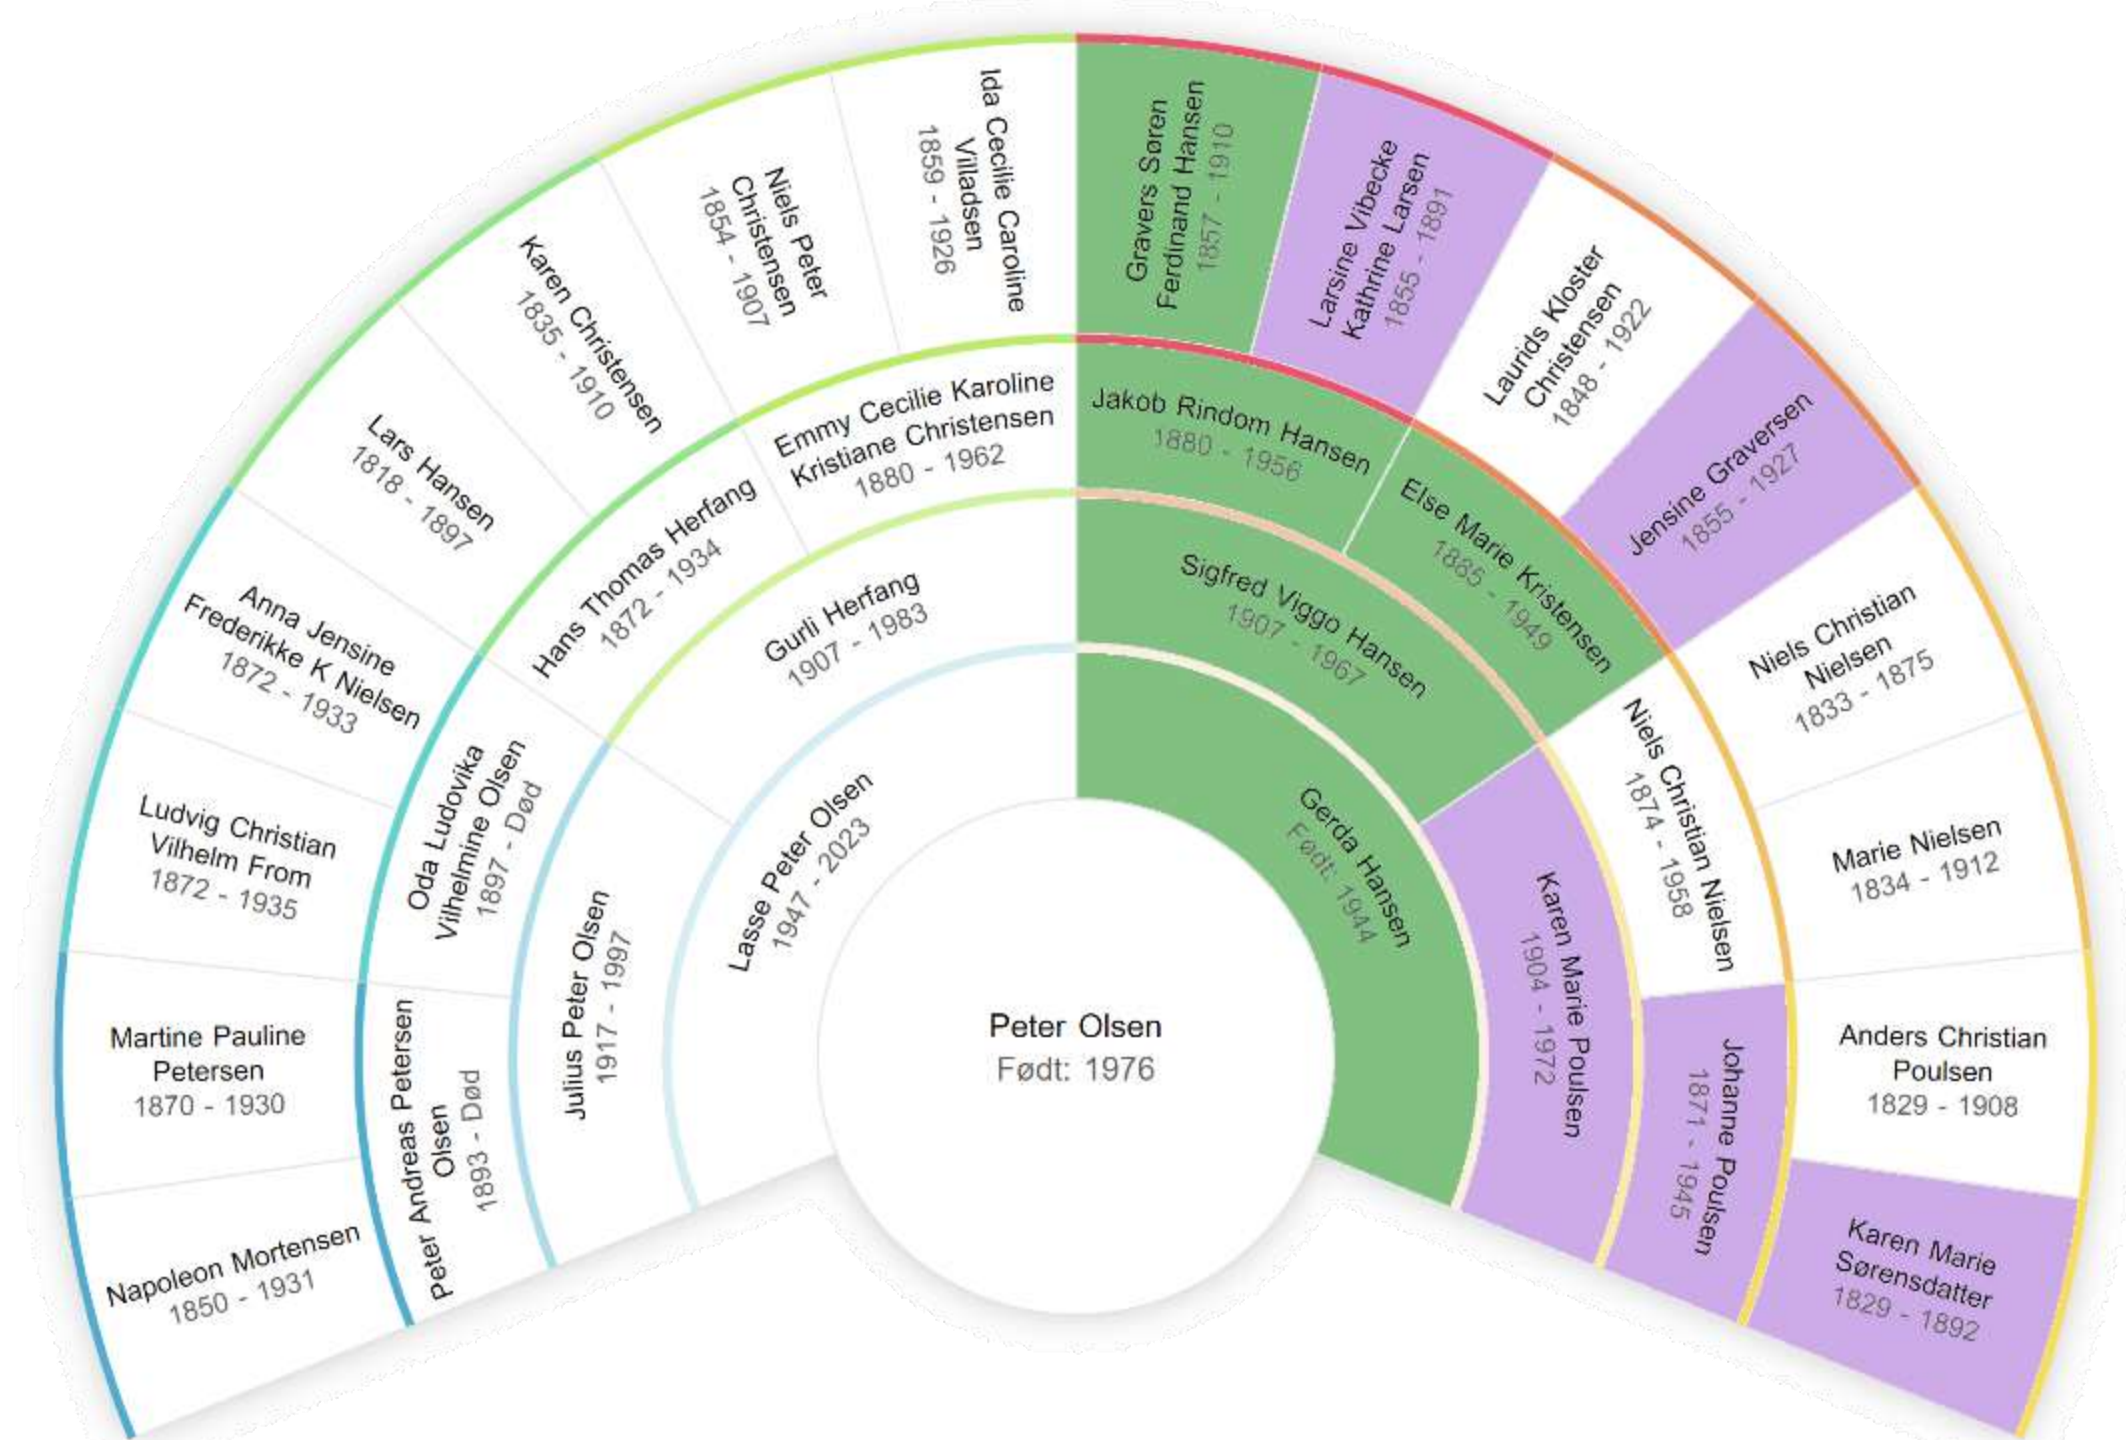 Peter Olsen
Født: 1976
Lasse Peter Olsen
1947 - 2023
Gerda Hansen
Født: 1944
Julius Peter Olsen
1917 - 1997
Gurli Herfang
1907 - 1983
Sigfred Viggo Hansen
1907 - 1967
Karen Marie Poulsen
1904 - 1972
Peter Andreas Petersen
Olsen
1893 - Død
Oda Ludovika
Vilhelmine Olsen
1897 - Død
Hans Thomas Herfang
1872 - 1934
Emmy Cecilie Karoline
Kristiane Christensen
1880 - 1962
Jakob Rindom Hansen
1880 - 1956
Else Marie Kristensen
1885 - 1949
Niels Christian Nielsen
1874 - 1958
Johanne Poulsen
1871 - 1945
Napoleon Mortensen
1850 - 1931
Martine Pauline
Petersen
1870 - 1930
Ludvig Christian
Vilhelm From
1872 - 1935
Anna Jensine
Frederikke K Nielsen
1872 - 1933
Lars Hansen
1818 - 1897
Karen Christensen
1835 - 1910
Niels Peter
Christensen
1854 - 1907
Ida Cecilie Caroline
Villadsen
1859 - 1926
Gravers Søren
Ferdinand Hansen
1857 - 1910
Larsine Vibecke
Kathrine Larsen
1855 - 1891
Laurids Kloster
Christensen
1848 - 1922
Jensine Graversen
1855 - 1927
Niels Christian
Nielsen
1833 - 1875
Marie Nielsen
1834 - 1912
Anders Christian
Poulsen
1829 - 1908
Karen Marie
Sørensdatter
1829 - 1892